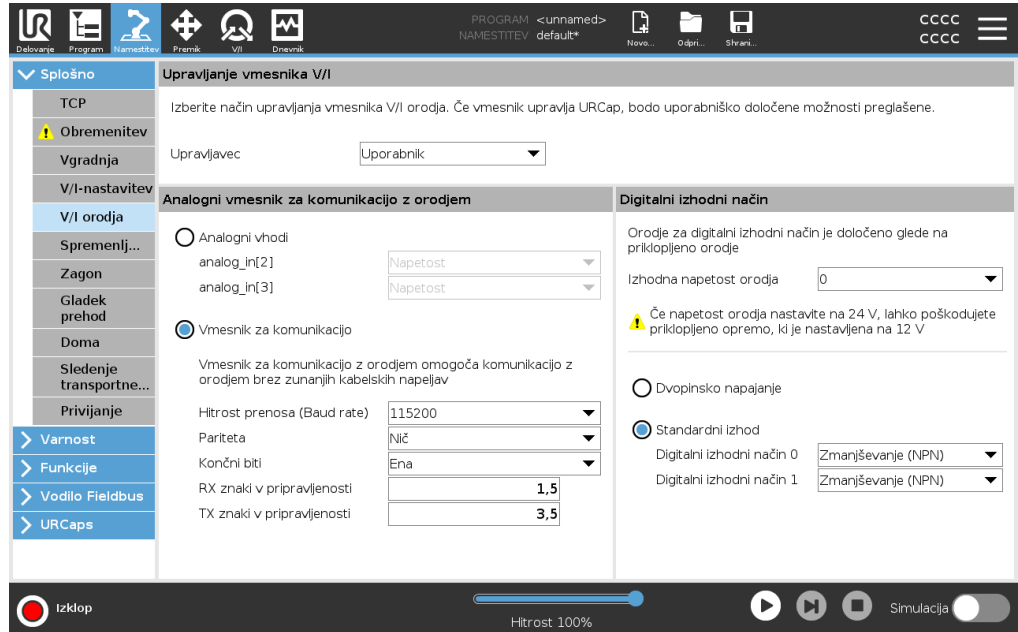 UR
PROGRAM <unnamed>
NAMESTITEV default*
CCCC
CCCC
Delovanje Program Namestitev Premik V/I Dnevnik Novo... Odpri... Shrani...
Splošno
TCP
Obremenitev
Vgradnja
V/I-nastavitev
V/I orodja
Spremenlj...
Zagon
Gladek
prehod
Doma
Sledenje
transportne...
Privijanje
Varnost
Funkcije
Vodilo Fieldbus
URCaps
Upravljanje vmesnika V/I
Izberite način upravljanja vmesnika V/I orodja. Če vmesnik upravlja URCap, bodo uporabniško določene možnosti preglašene.
Upravljavec Uporabnik
Analogni vmesnik za komunikacijo z orodjem
Analogni vhodi
analog_in[2] Napetost
analog_in[3] Napetost
Vmesnik za komunikacijo
Vmesnik za komunikacijo z orodjem omogoča komunikacijo z
orodjem brez zunanjih kabelskih napeljav
Hitrost prenosa (Baud rate) 115200
Pariteta Nič
Končni biti Ena
RX znaki v pripravljenosti 1,5
TX znaki v pripravljenosti 3,5
Digitalni izhodni način
Orodje za digitalni izhodni način je določeno glede na
priklopljeno orodje
Izhodna napetost orodja 0
Če napetost orodja nastavite na 24 V, lahko poškodujete
priklopljeno opremo, ki je nastavljena na 12 V
Dvopinsko napajanje
Standardni izhod
Digitalni izhodni način 0 Zmanjševanje (NPN)
Digitalni izhodni način 1 Zmanjševanje (NPN)
Izklop
Hitrost 100%
Simulacija